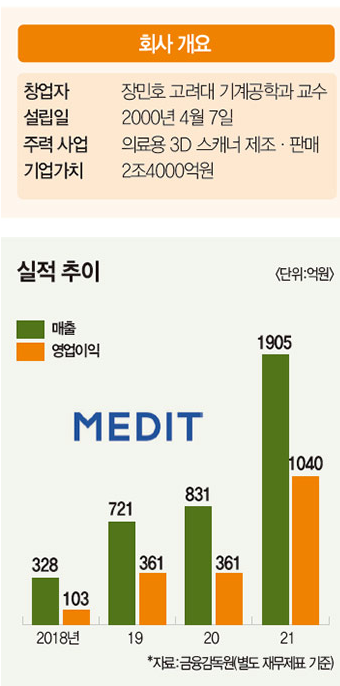 회사 개요
창업자 장민호 고려대 기계공학과 교수
설립일 2000년 4월 7일
주력 사업 의료용 3D 스캐너 제조·판매
기업가치 2조4000억원
실적 추이 〈단위:억원〉
매출
영업이익
MEDIT
328 103
721 361
831 361
1905 1040
2018년 19 20 21
*자료:금융감독원(별도 재무제표 기준)